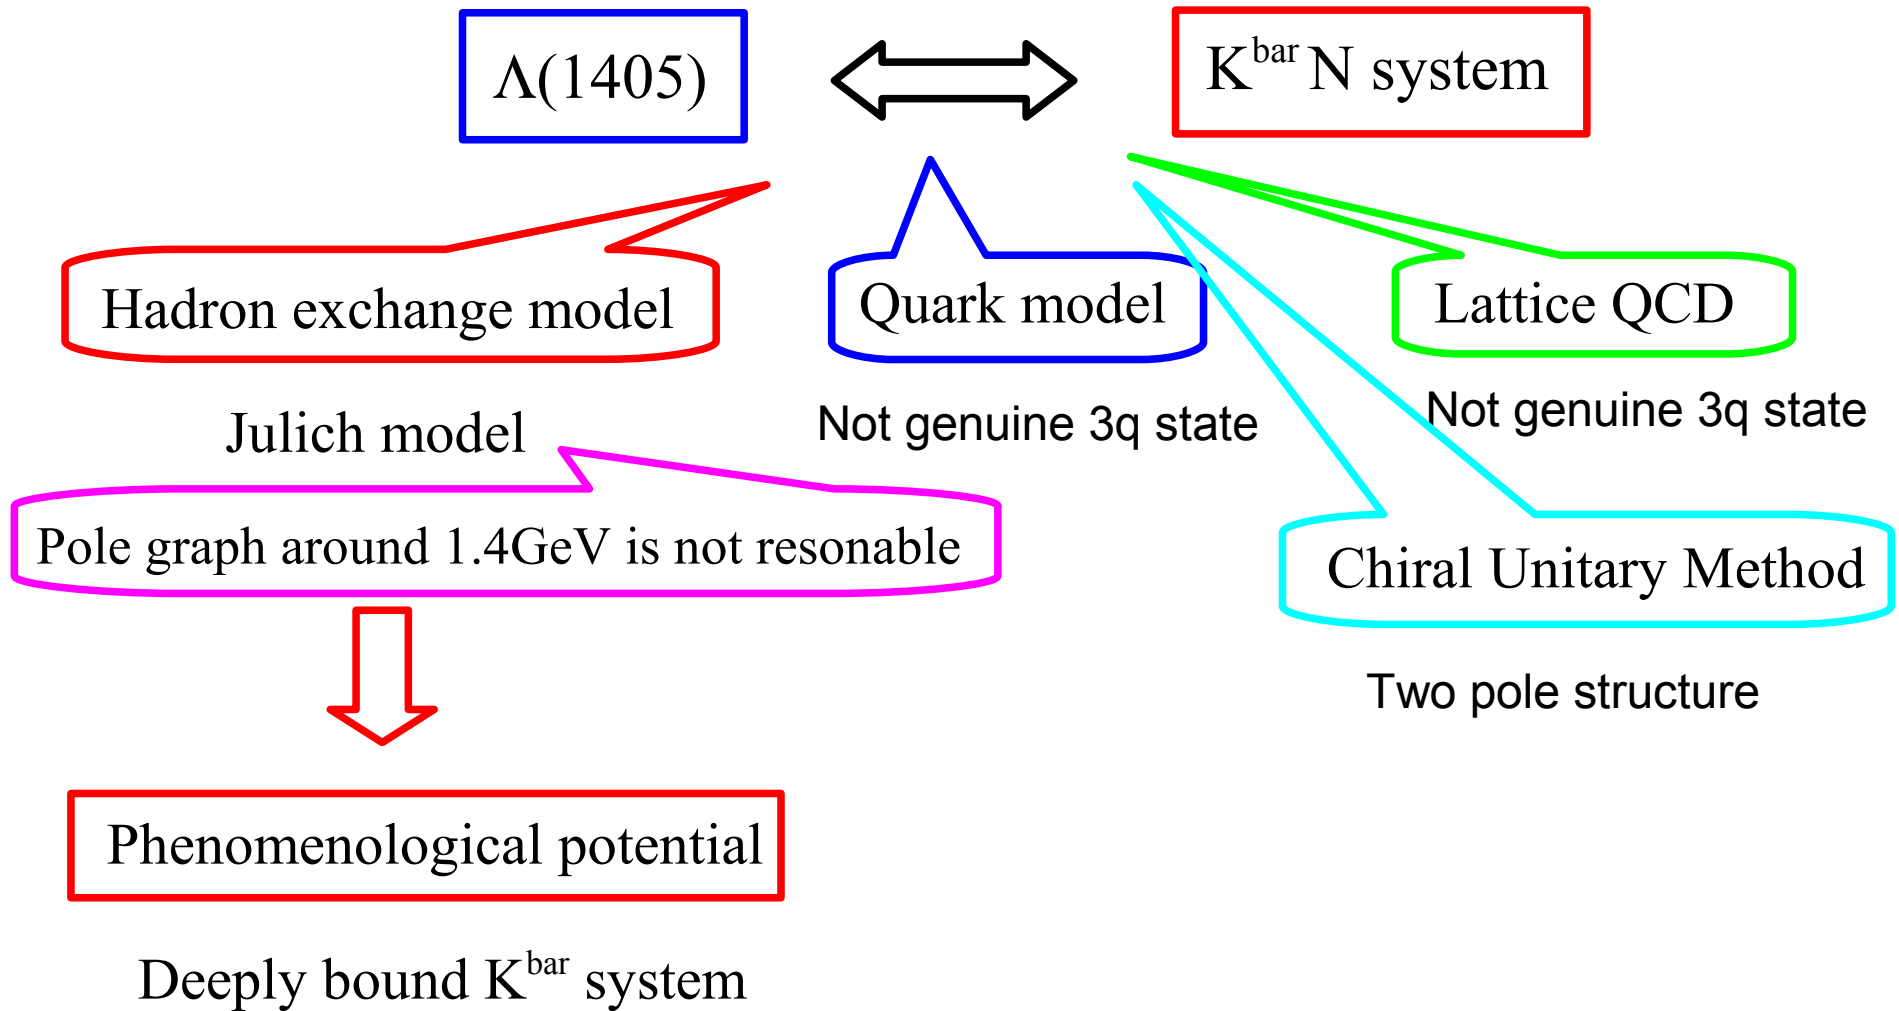 Λ(1405)
K^bar N system
Hadron exchange model
Quark model
Lattice QCD
Julich model
Not genuine 3q state
Not genuine 3q state
Pole graph around 1.4GeV is not resonable
Chiral Unitary Method
Two pole structure
Phenomenological potential
Deeply bound K^bar system